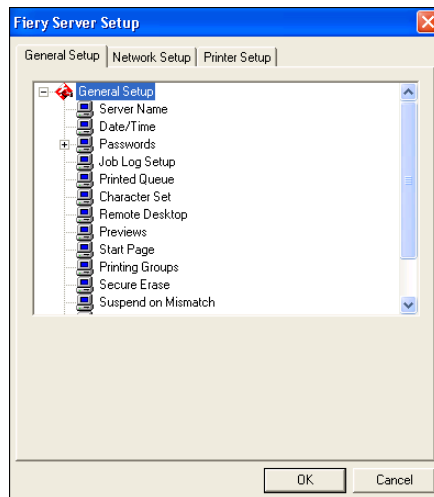 Fiery Server Setup
General Setup Network Setup Printer Setup
General Setup
Server Name
Date/Time
Passwords
Job Log Setup
Printed Queue
Character Set
Remote Desktop
Previews
Start Page
Printing Groups
Secure Erase
Suspend on Mismatch
OK Cancel